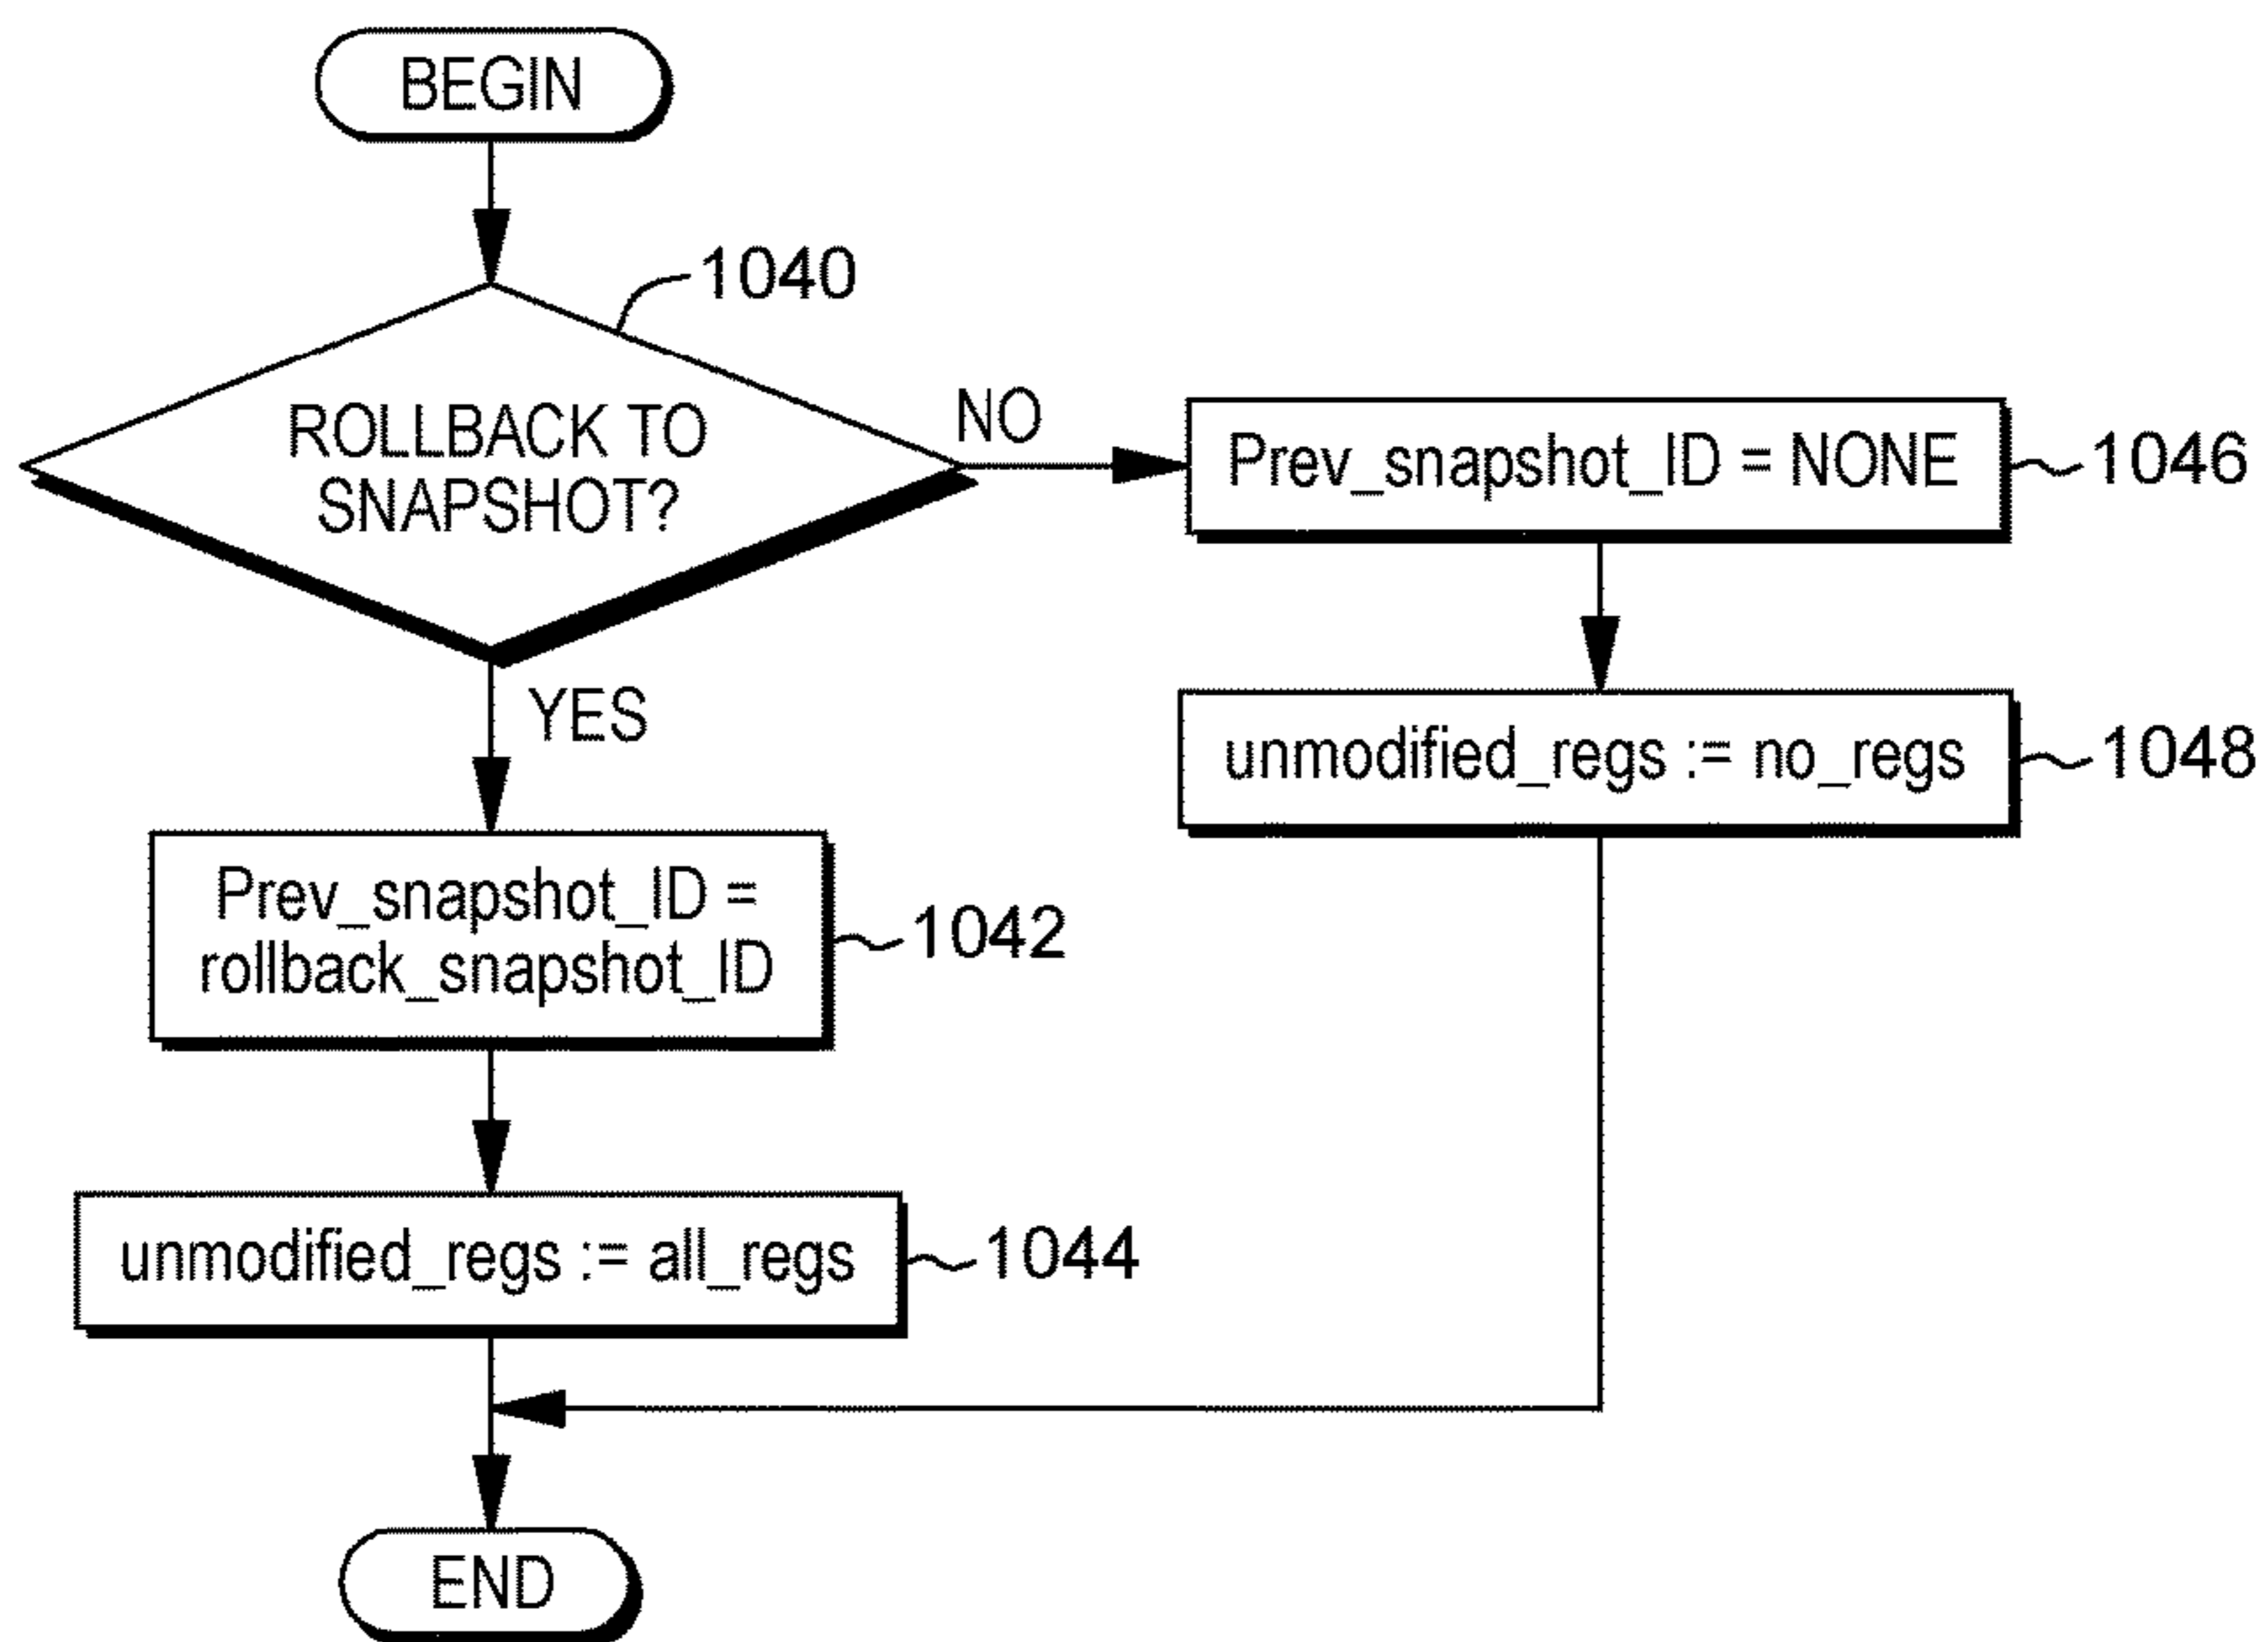 BEGIN
1040
ROLLBACK TO
SNAPSHOT?
NO
Prev_snapshot_ID = NONE
1046
YES
unmodified_regs := no_regs
1048
Prev_snapshot_ID =
rollback_snapshot_ID
1042
unmodified_regs := all_regs
1044
END